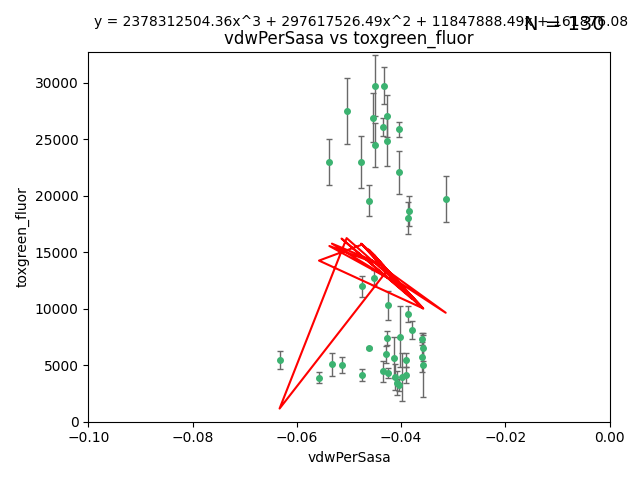 y = 2378312504.36x^3 + 297617526.49x^2 + 11847888.49x + 161876.08
N = 130
vdwPerSasa vs toxgreen_fluor
30000
25000
20000
15000
10000
5000
0
toxgreen_fluor
−0.10 −0.08 −0.06 −0.04 −0.02 0.00
vdwPerSasa